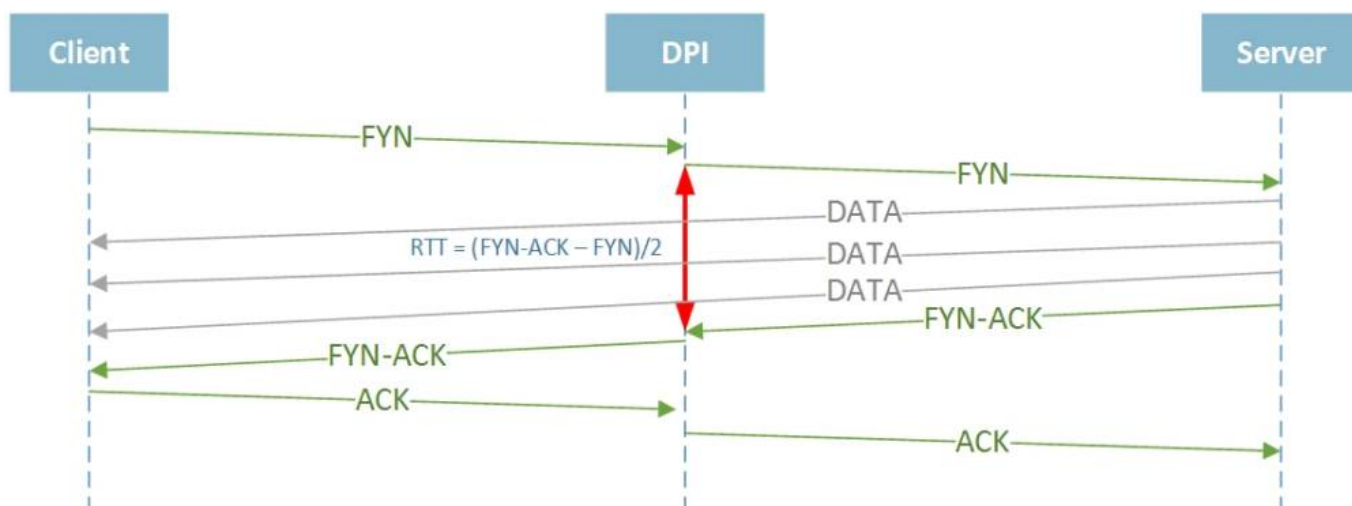 Client
DPI
Server
FYN
FYN
DATA
RTT = (FYN-ACK – FYN)/2
DATA
DATA
FYN-ACK
FYN-ACK
ACK
ACK